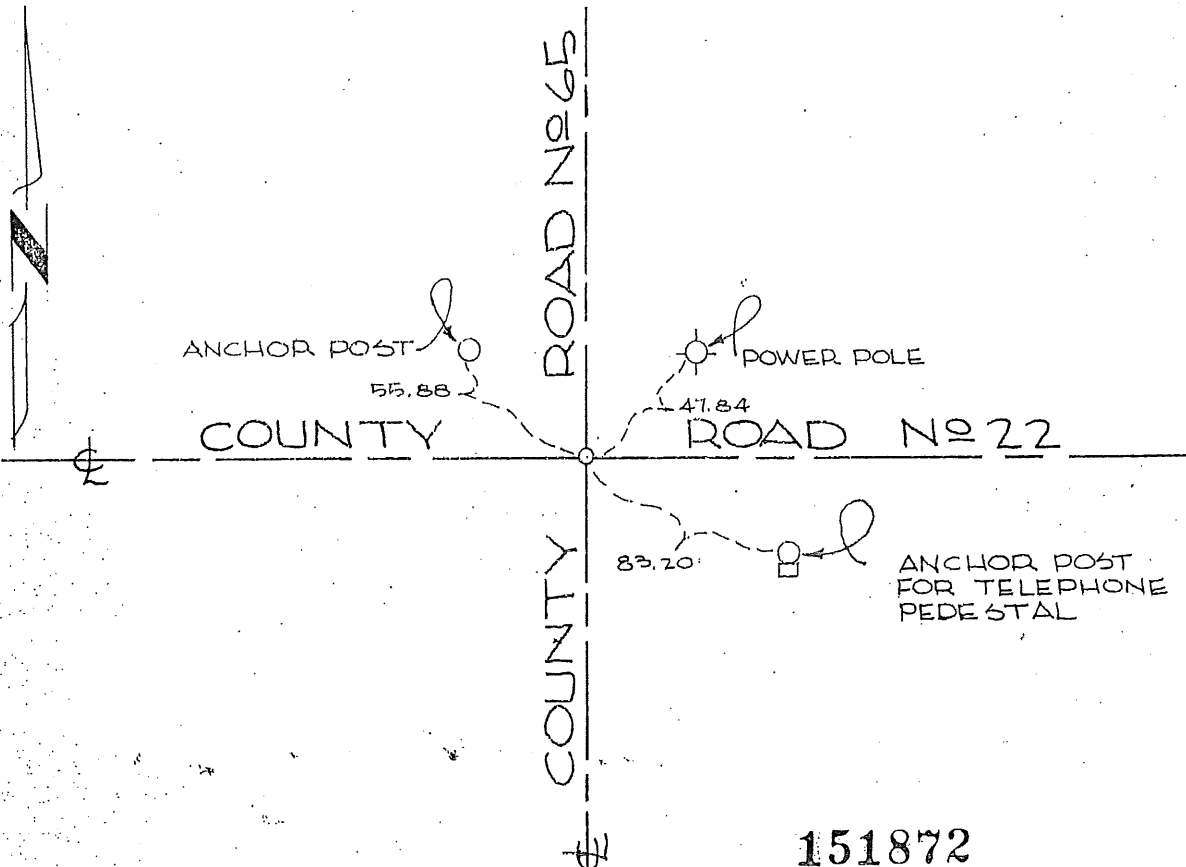 COUNTY ROAD Nº 65
N
ANCHOR POST
POWER POLE
55.88
47.84
COUNTY ROAD Nº 22
℄
83.20
ANCHOR POST
FOR TELEPHONE
PEDESTAL
℄
151872